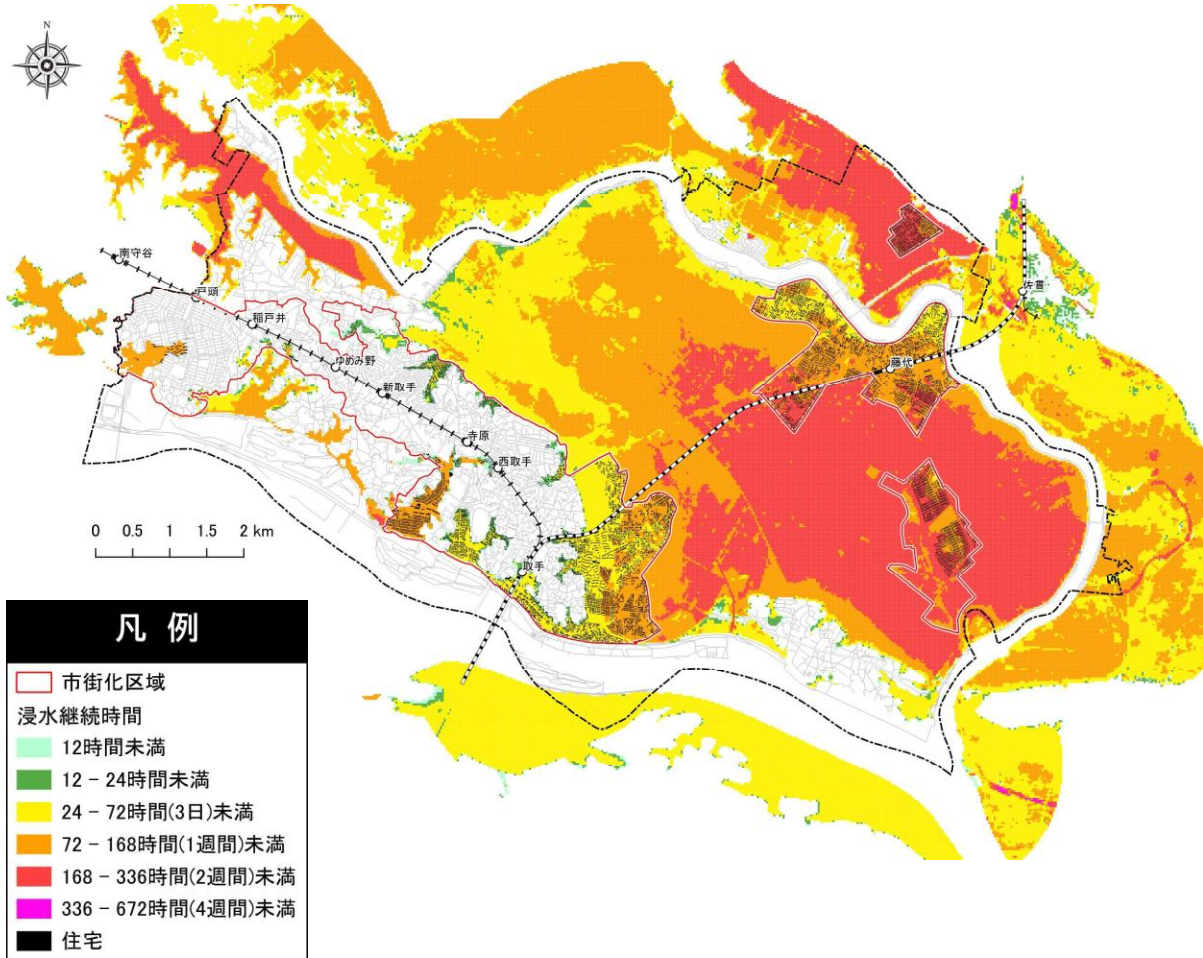 N
南守谷
戸頭
稲戸井
ゆめみ野
新取手
寺原
西取手
取手
藤代
佐貫
0 0.5 1 1.5 2 km
凡例
市街化区域
浸水継続時間
12時間未満
12 - 24時間未満
24 - 72時間(3日)未満
72 - 168時間(1週間)未満
168 - 336時間(2週間)未満
336 - 672時間(4週間)未満
住宅